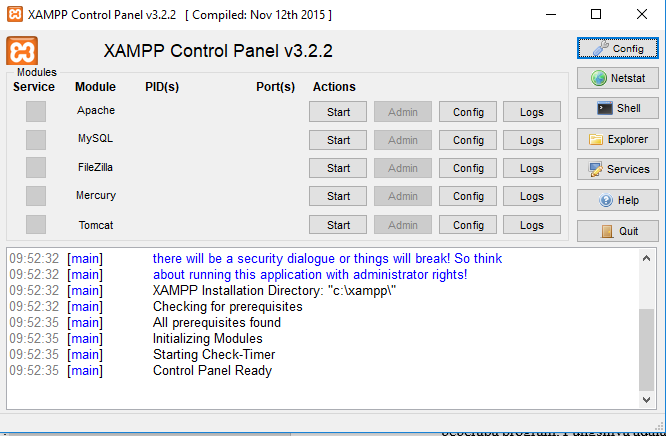 XAMPP Control Panel v3.2.2 [ Compiled: Nov 12th 2015 ]
XAMPP Control Panel v3.2.2
Config
Modules
Service Module PID(s) Port(s) Actions
Netstat
Apache Start Admin Config Logs
Shell
MySQL Start Admin Config Logs
Explorer
FileZilla Start Admin Config Logs
Services
Mercury Start Admin Config Logs
Help
Tomcat Start Admin Config Logs
Quit
09:52:32 [main] there will be a security dialogue or things will break! So think
09:52:32 [main] about running this application with administrator rights!
09:52:32 [main] XAMPP Installation Directory: "c:\xampp\"
09:52:32 [main] Checking for prerequisites
09:52:35 [main] All prerequisites found
09:52:35 [main] Initializing Modules
09:52:35 [main] Starting Check-Timer
09:52:35 [main] Control Panel Ready